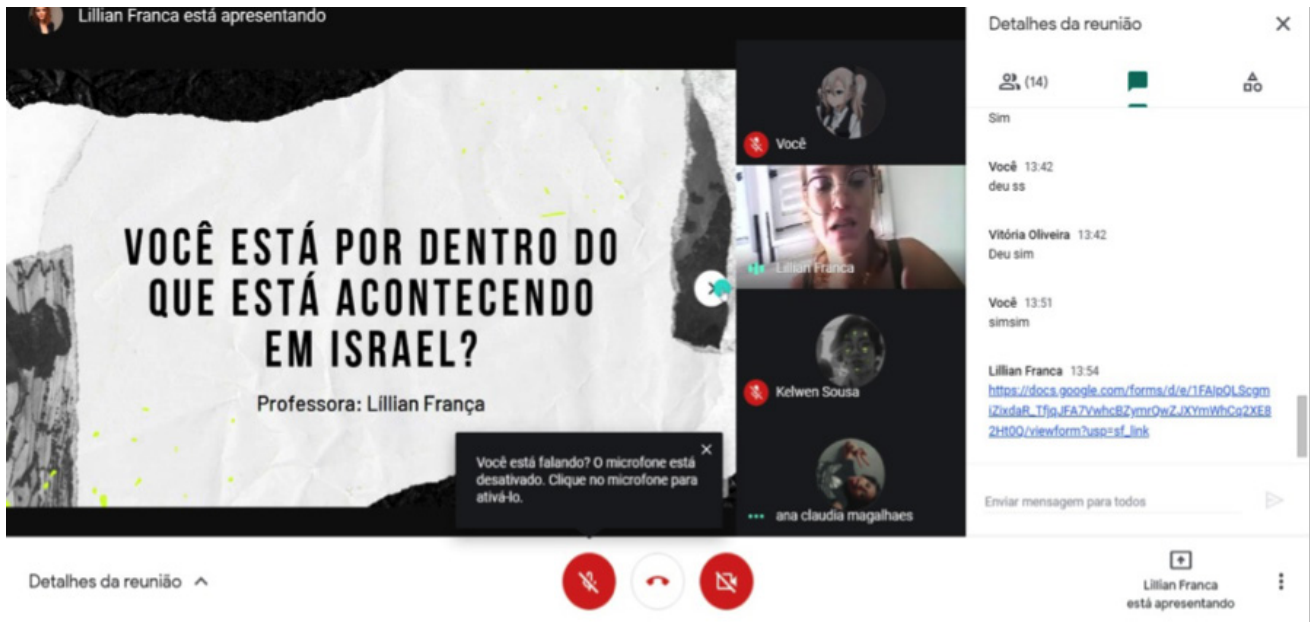 Lillian Franca está apresentando
VOCÊ ESTÁ POR DENTRO DO
QUE ESTÁ ACONTECENDO
EM ISRAEL?
Professora: Líllian França
Você está falando? O microfone está
desativado. Clique no microfone para
ativá-lo.
Você
Lillian Franca
Kelwen Sousa
ana claudia magalhaes
Detalhes da reunião
(14)
Sim
Você 13:42
deu ss
Vitória Oliveira 13:42
Deu sim
Você 13:51
simsim
Lillian Franca 13:54
https://docs.google.com/forms/d/e/1FAIpQLScgm
iZixdaR_TfjqJFA7VwhcBZymrQwZJXYmWhCq2XE8
2Ht0Q/viewform?usp=sf_link
Enviar mensagem para todos
Detalhes da reunião
Lillian Franca
está apresentando